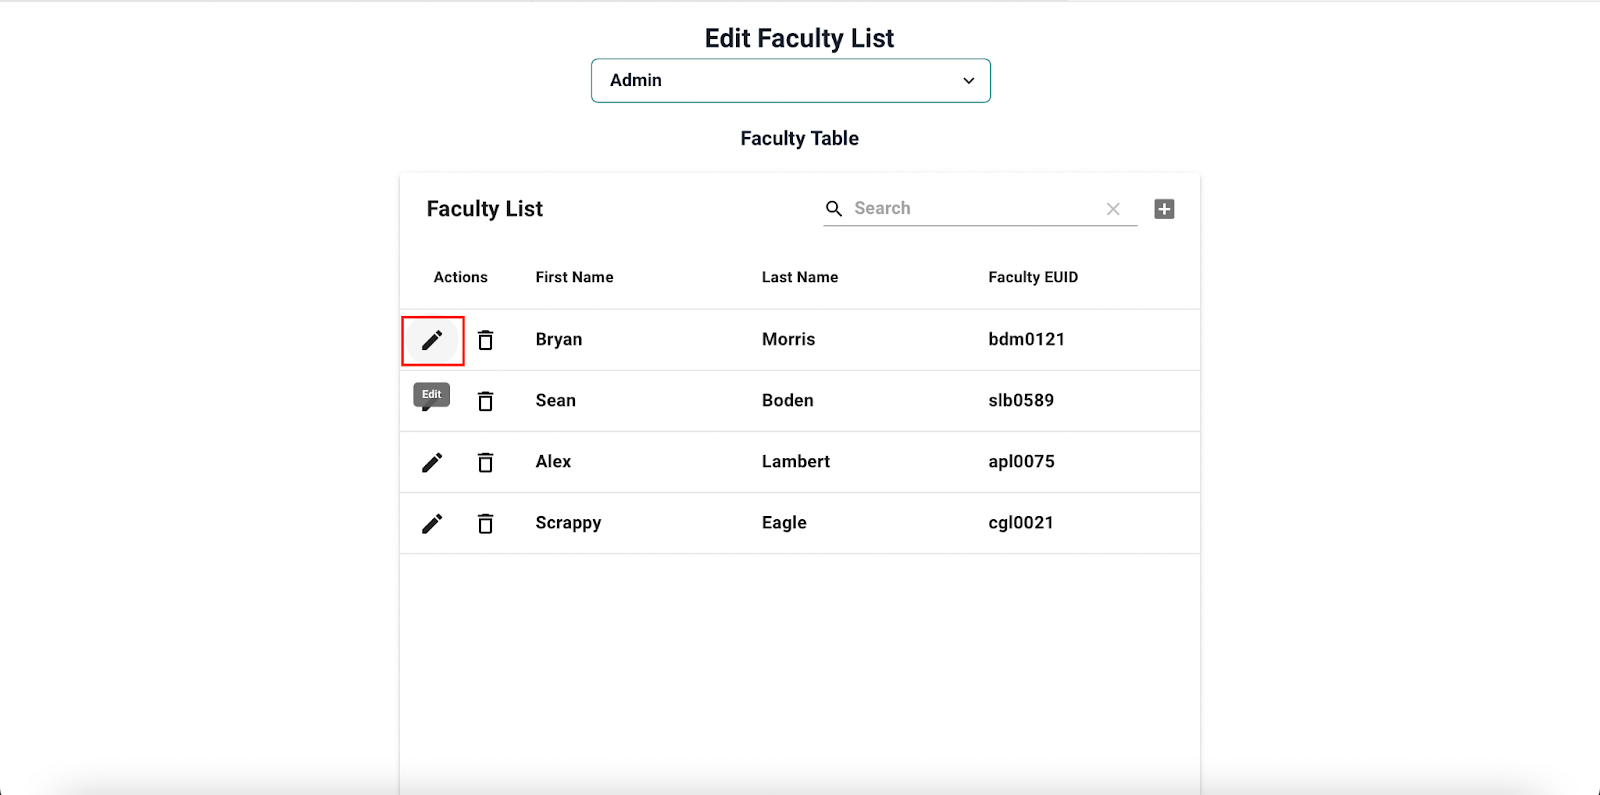 Edit Faculty List
Admin
Faculty Table
Faculty List
Search
Actions First Name Last Name Faculty EUID
Bryan Morris bdm0121
Edit
Sean Boden slb0589
Alex Lambert apl0075
Scrappy Eagle cgl0021